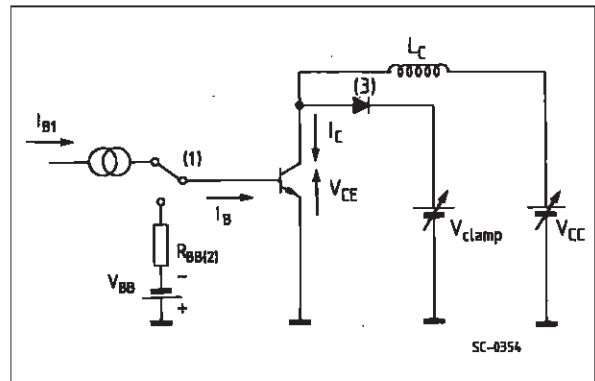 L_C
(3)
I_B1
(1)
I_C
V_CE
I_B
R_BB(2)
V_BB
-
+
V_clamp
V_CC
SC-0354